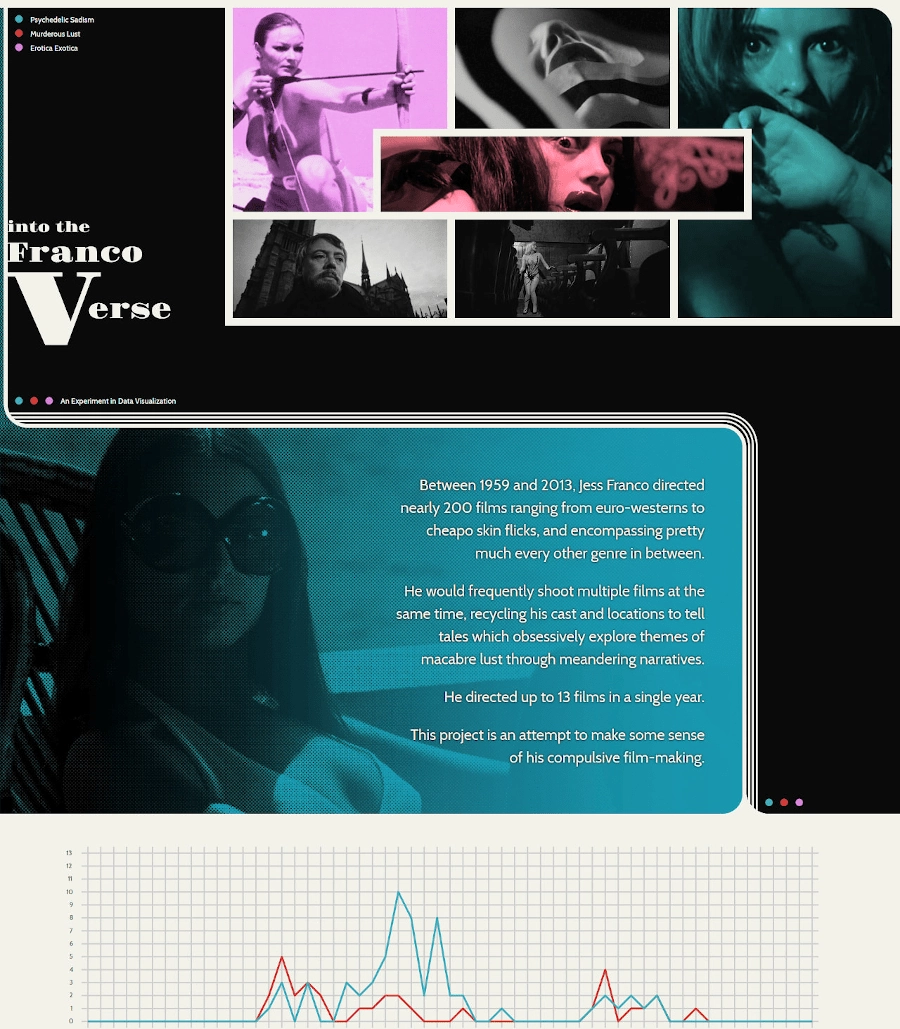 Psychedelic Sadism
Murderous Lust
Erotica Exotica
into the
Franco
Verse
An Experiment in Data Visualization
Between 1959 and 2013, Jess Franco directed
nearly 200 films ranging from euro-westerns to
cheapo skin flicks, and encompassing pretty
much every other genre in between.
He would frequently shoot multiple films at the
same time, recycling his cast and locations to tell
tales which obsessively explore themes of
macabre lust through meandering narratives.
He directed up to 13 films in a single year.
This project is an attempt to make some sense
of his compulsive film-making.
13
12
11
10
9
8
7
6
5
4
3
2
1
0